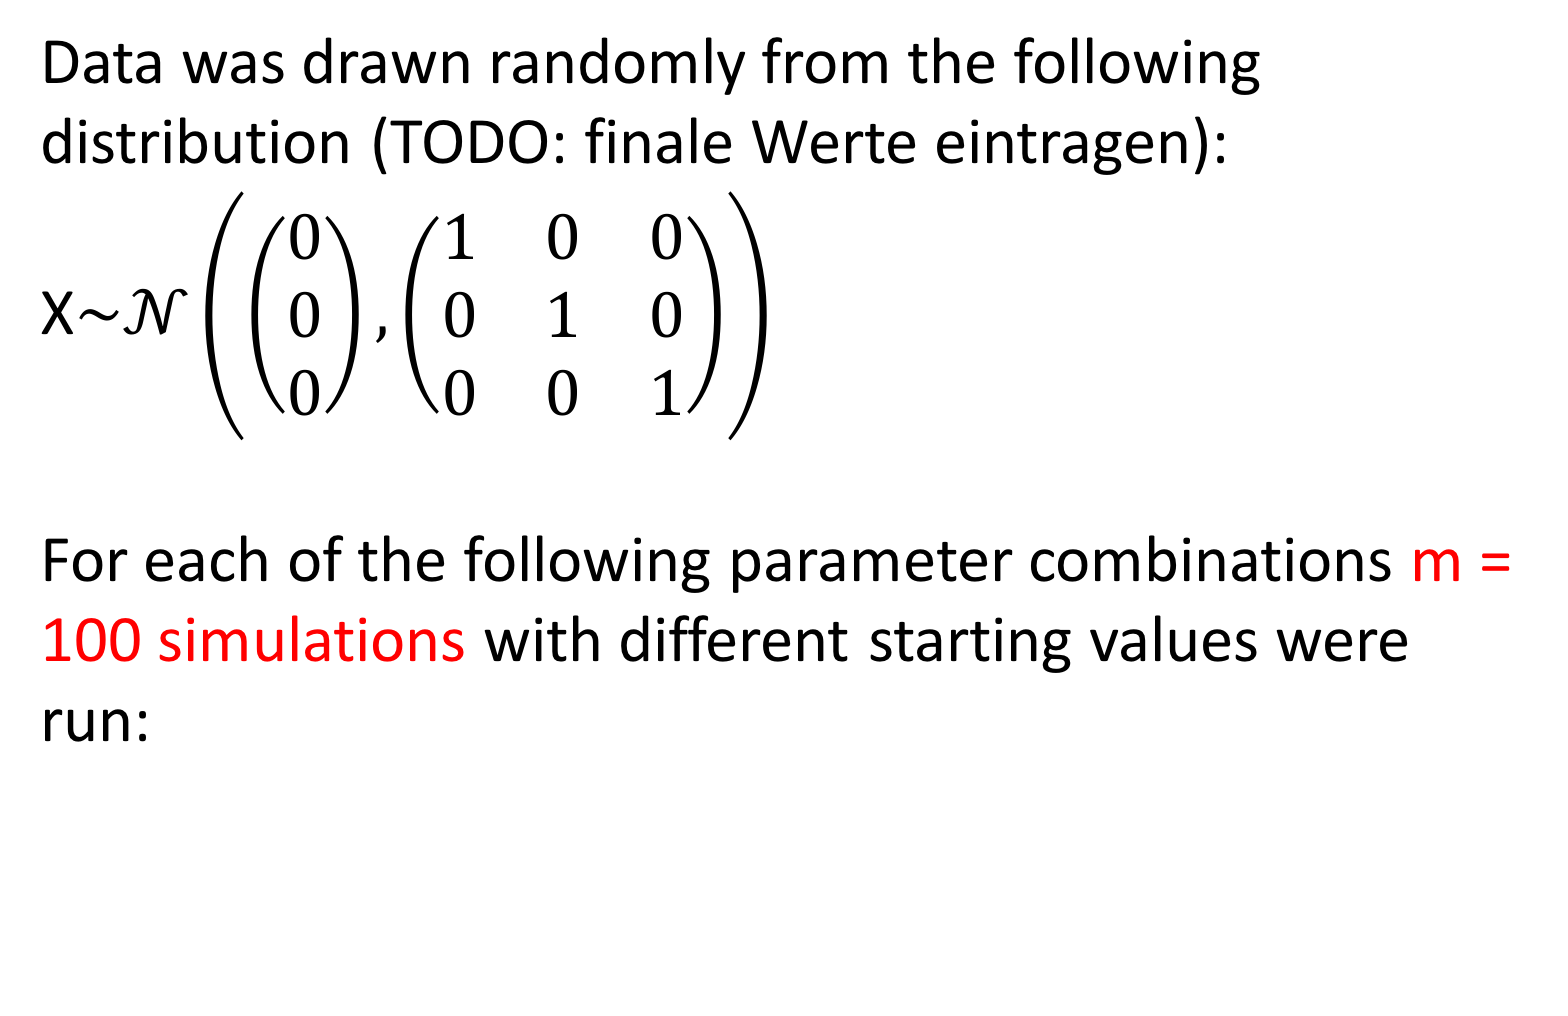 Data was drawn randomly from the following
distribution (TODO: finale Werte eintragen):
X~𝒩((0 0 0), (1 0 0
0 1 0
0 0 1))
For each of the following parameter combinations m =
100 simulations with different starting values were
run: